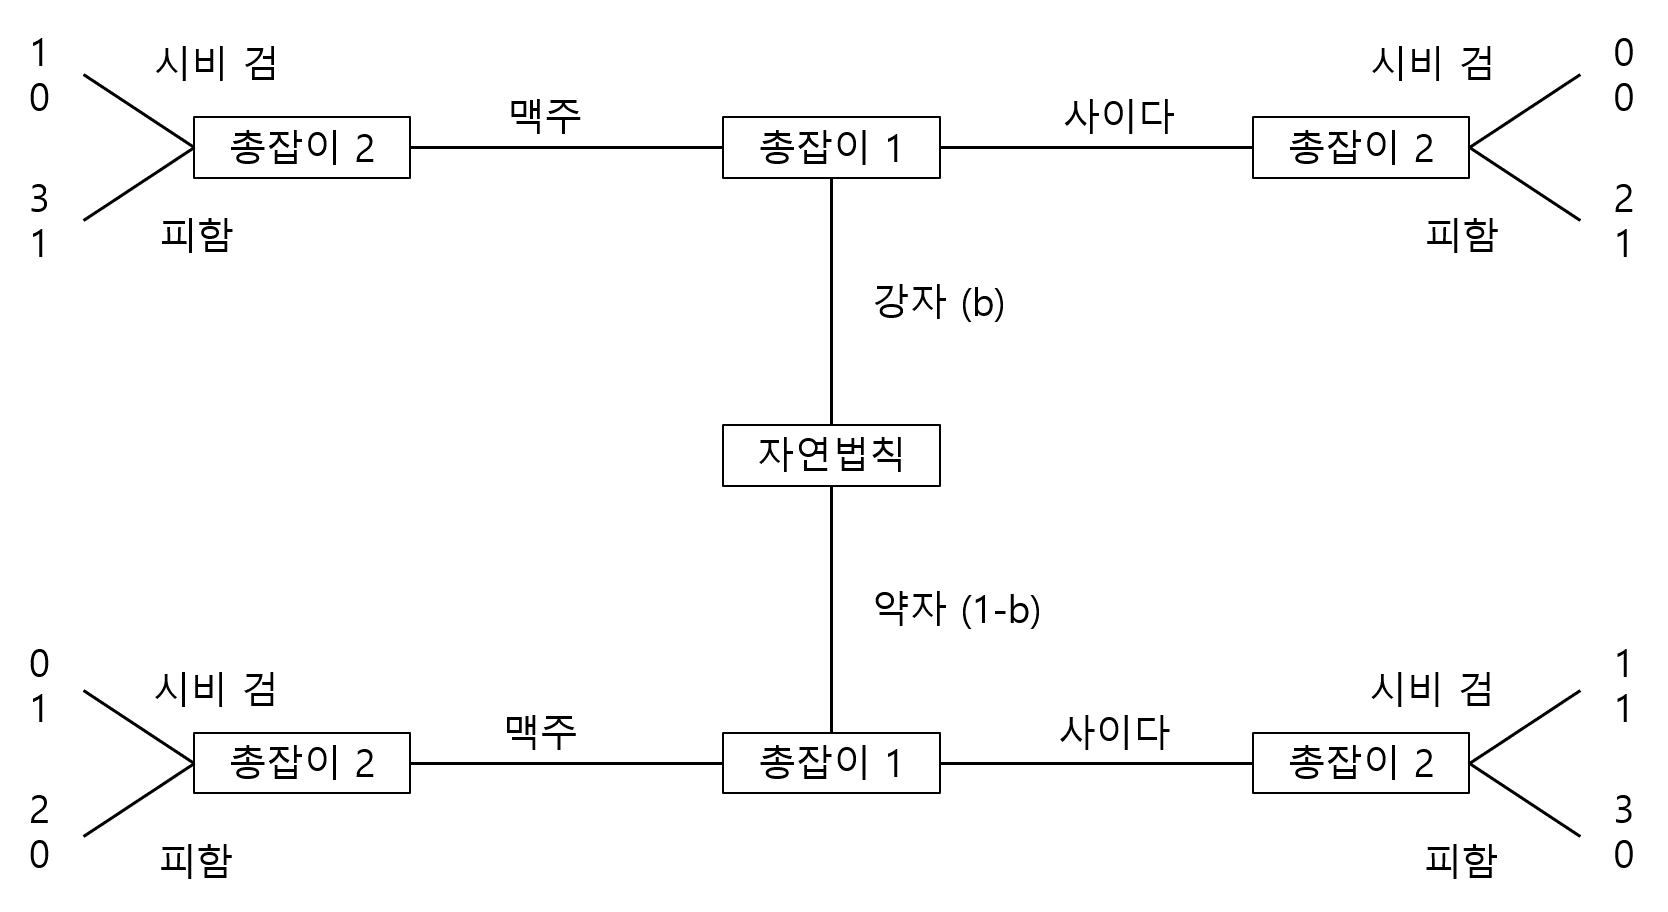 1
0
시비 검
시비 검
0
0
총잡이 2
맥주
총잡이 1
사이다
총잡이 2
3
1
피함
피함
2
1
강자 (b)
자연법칙
약자 (1-b)
0
1
시비 검
시비 검
1
1
총잡이 2
맥주
총잡이 1
사이다
총잡이 2
2
0
피함
피함
3
0